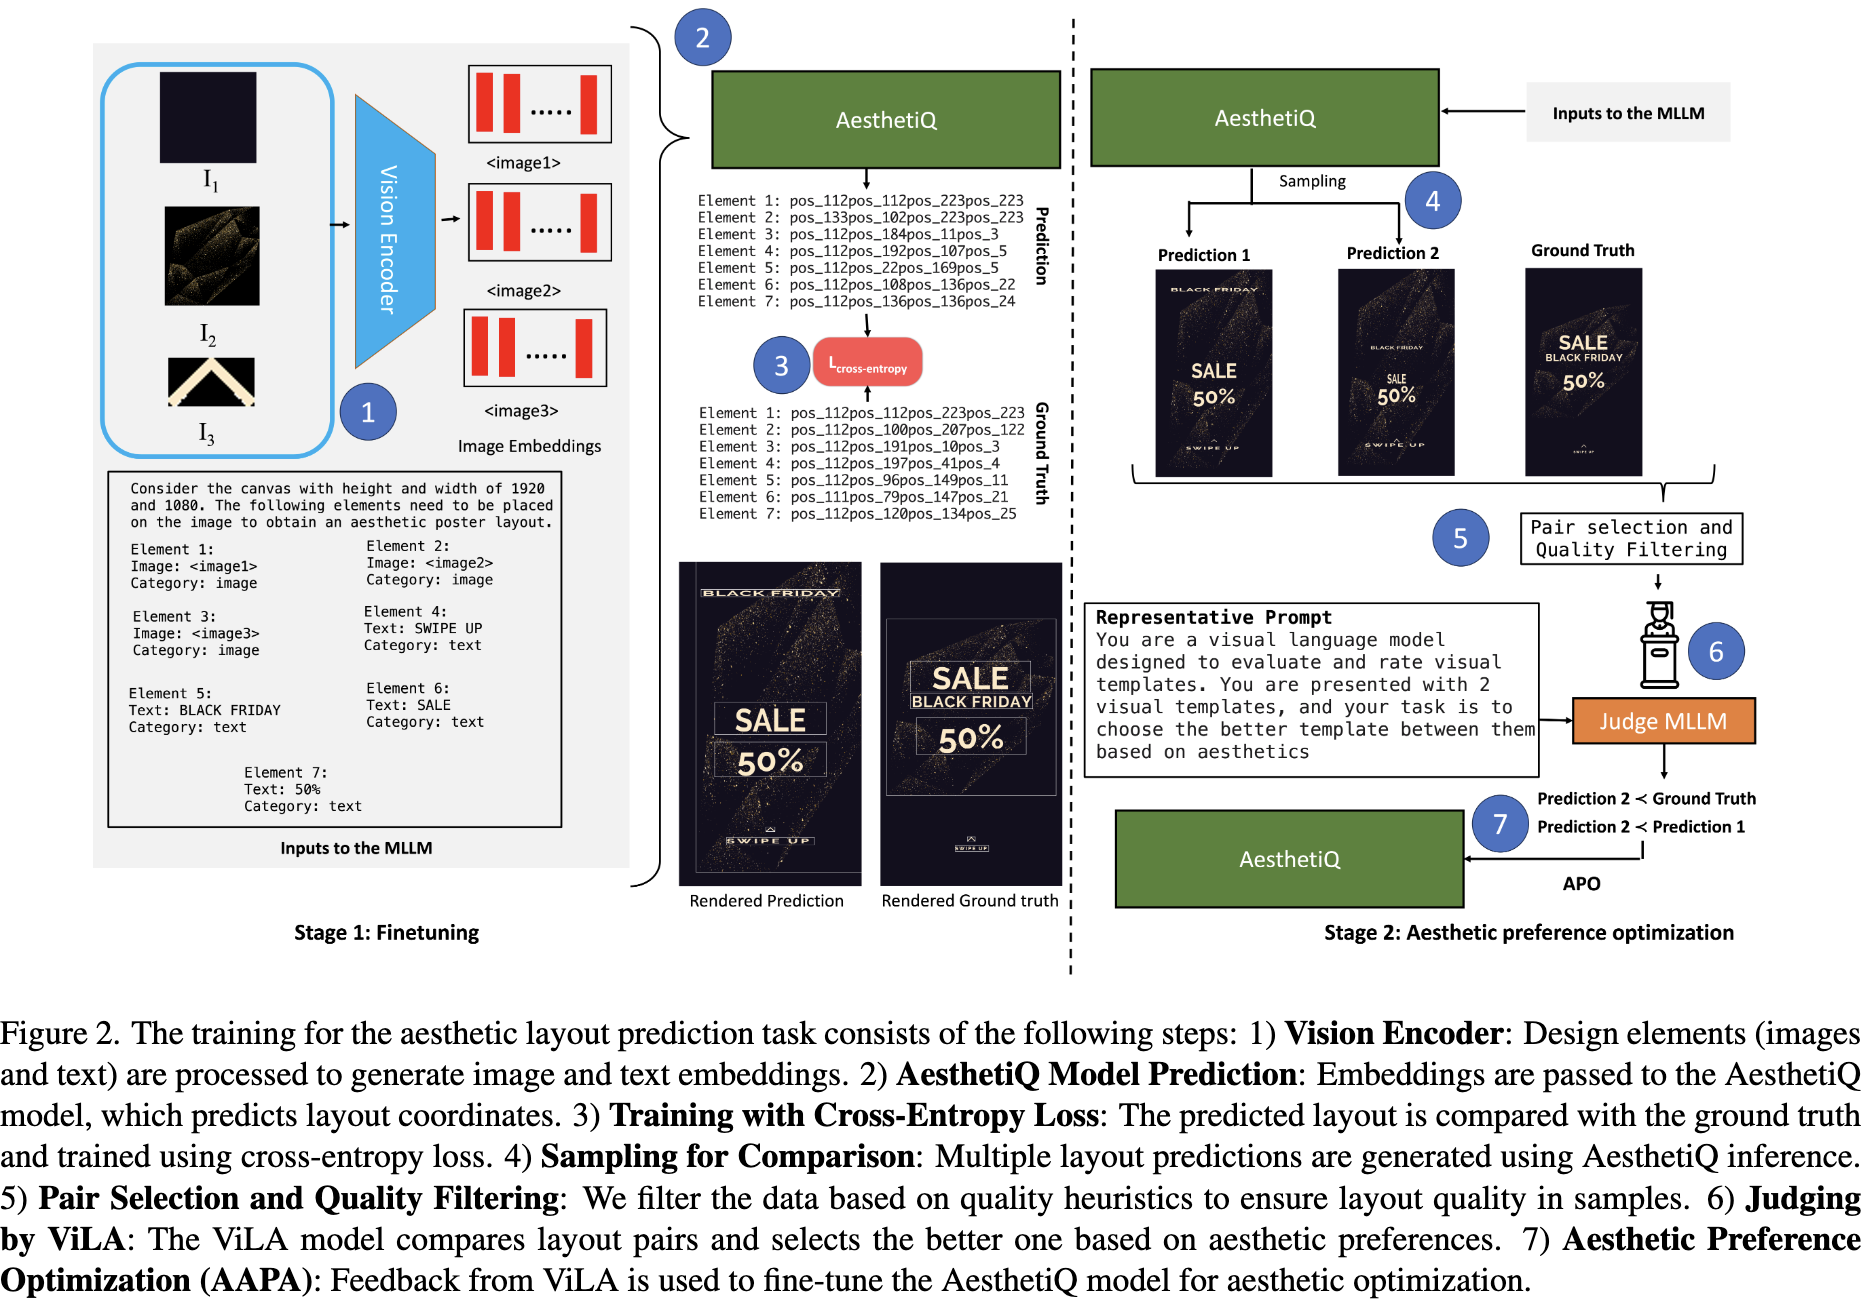 I1
I2
I3
Vision Encoder
1
<image1>
<image2>
<image3>
Image Embeddings
Consider the canvas with height and width of 1920
and 1080. The following elements need to be placed
on the image to obtain an aesthetic poster layout.
Element 1:
Image: <image1>
Category: image
Element 2:
Image: <image2>
Category: image
Element 3:
Image: <image3>
Category: image
Element 4:
Text: SWIPE UP
Category: text
Element 5:
Text: BLACK FRIDAY
Category: text
Element 6:
Text: SALE
Category: text
Element 7:
Text: 50%
Category: text
Inputs to the MLLM
Stage 1: Finetuning
2
AesthetiQ
Element 1: pos_112pos_112pos_223pos_223
Element 2: pos_133pos_102pos_223pos_223
Element 3: pos_112pos_184pos_11pos_3
Element 4: pos_112pos_192pos_107pos_5
Element 5: pos_112pos_22pos_169pos_5
Element 6: pos_112pos_108pos_136pos_22
Element 7: pos_112pos_136pos_136pos_24
Prediction
3
Lcross-entropy
Element 1: pos_112pos_112pos_223pos_223
Element 2: pos_112pos_100pos_207pos_122
Element 3: pos_112pos_191pos_10pos_3
Element 4: pos_112pos_197pos_41pos_4
Element 5: pos_112pos_96pos_149pos_11
Element 6: pos_111pos_79pos_147pos_21
Element 7: pos_112pos_120pos_134pos_25
Ground Truth
BLACK FRIDAY
SALE
50%
SWIPE UP
Rendered Prediction
SALE
BLACK FRIDAY
50%
SWIPE UP
Rendered Ground truth
AesthetiQ
Inputs to the MLLM
Sampling
4
Prediction 1
BLACK FRIDAY
SALE
50%
SWIPE UP
Prediction 2
BLACK FRIDAY
SALE
50%
SWIPE UP
Ground Truth
SALE
BLACK FRIDAY
50%
SWIPE UP
5
Pair selection and
Quality Filtering
6
Representative Prompt
You are a visual language model
designed to evaluate and rate visual
templates. You are presented with 2
visual templates, and your task is to
choose the better template between them
based on aesthetics
Judge MLLM
Prediction 2 ≺ Ground Truth
Prediction 2 ≺ Prediction 1
7
AesthetiQ
APO
Stage 2: Aesthetic preference optimization
Figure 2. The training for the aesthetic layout prediction task consists of the following steps: 1) Vision Encoder: Design elements (images
and text) are processed to generate image and text embeddings. 2) AesthetiQ Model Prediction: Embeddings are passed to the AesthetiQ
model, which predicts layout coordinates. 3) Training with Cross-Entropy Loss: The predicted layout is compared with the ground truth
and trained using cross-entropy loss. 4) Sampling for Comparison: Multiple layout predictions are generated using AesthetiQ inference.
5) Pair Selection and Quality Filtering: We filter the data based on quality heuristics to ensure layout quality in samples. 6) Judging
by ViLA: The ViLA model compares layout pairs and selects the better one based on aesthetic preferences. 7) Aesthetic Preference
Optimization (AAPA): Feedback from ViLA is used to fine-tune the AesthetiQ model for aesthetic optimization.